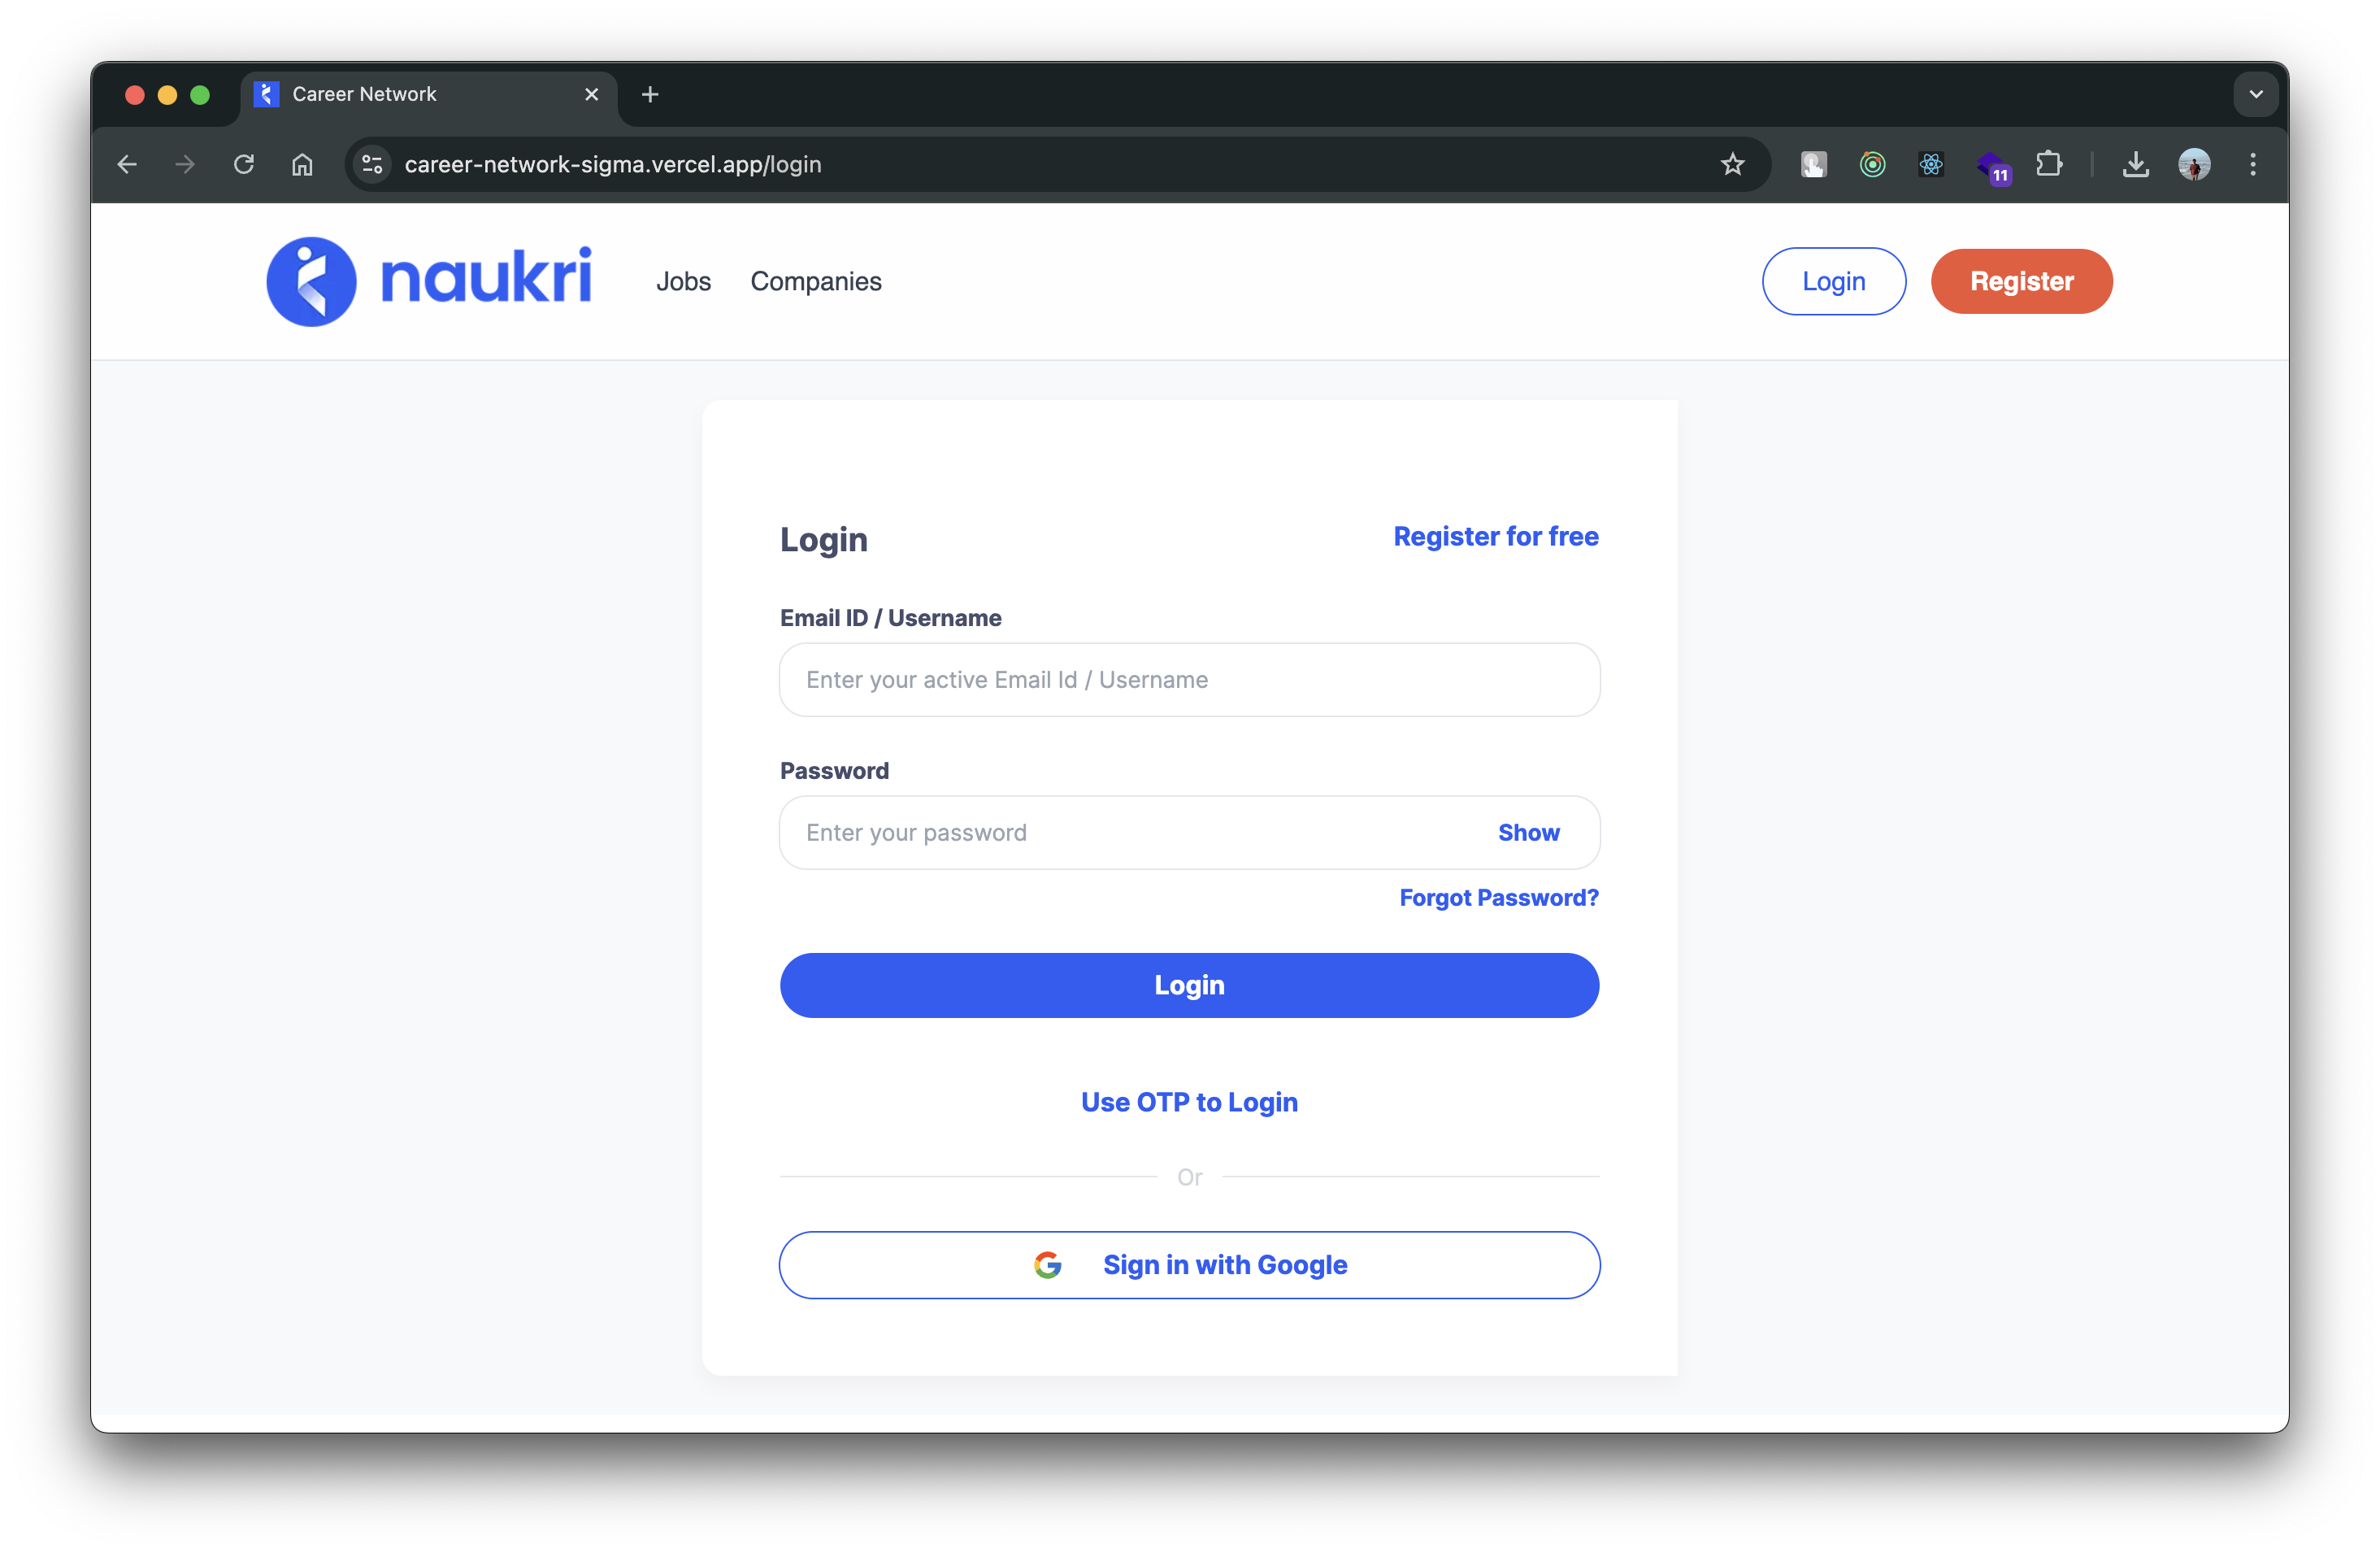 Career Network
career-network-sigma.vercel.app/login
11
naukri
Jobs
Companies
Login
Register
Login
Register for free
Email ID / Username
Enter your active Email Id / Username
Password
Enter your password
Show
Forgot Password?
Login
Use OTP to Login
Or
Sign in with Google